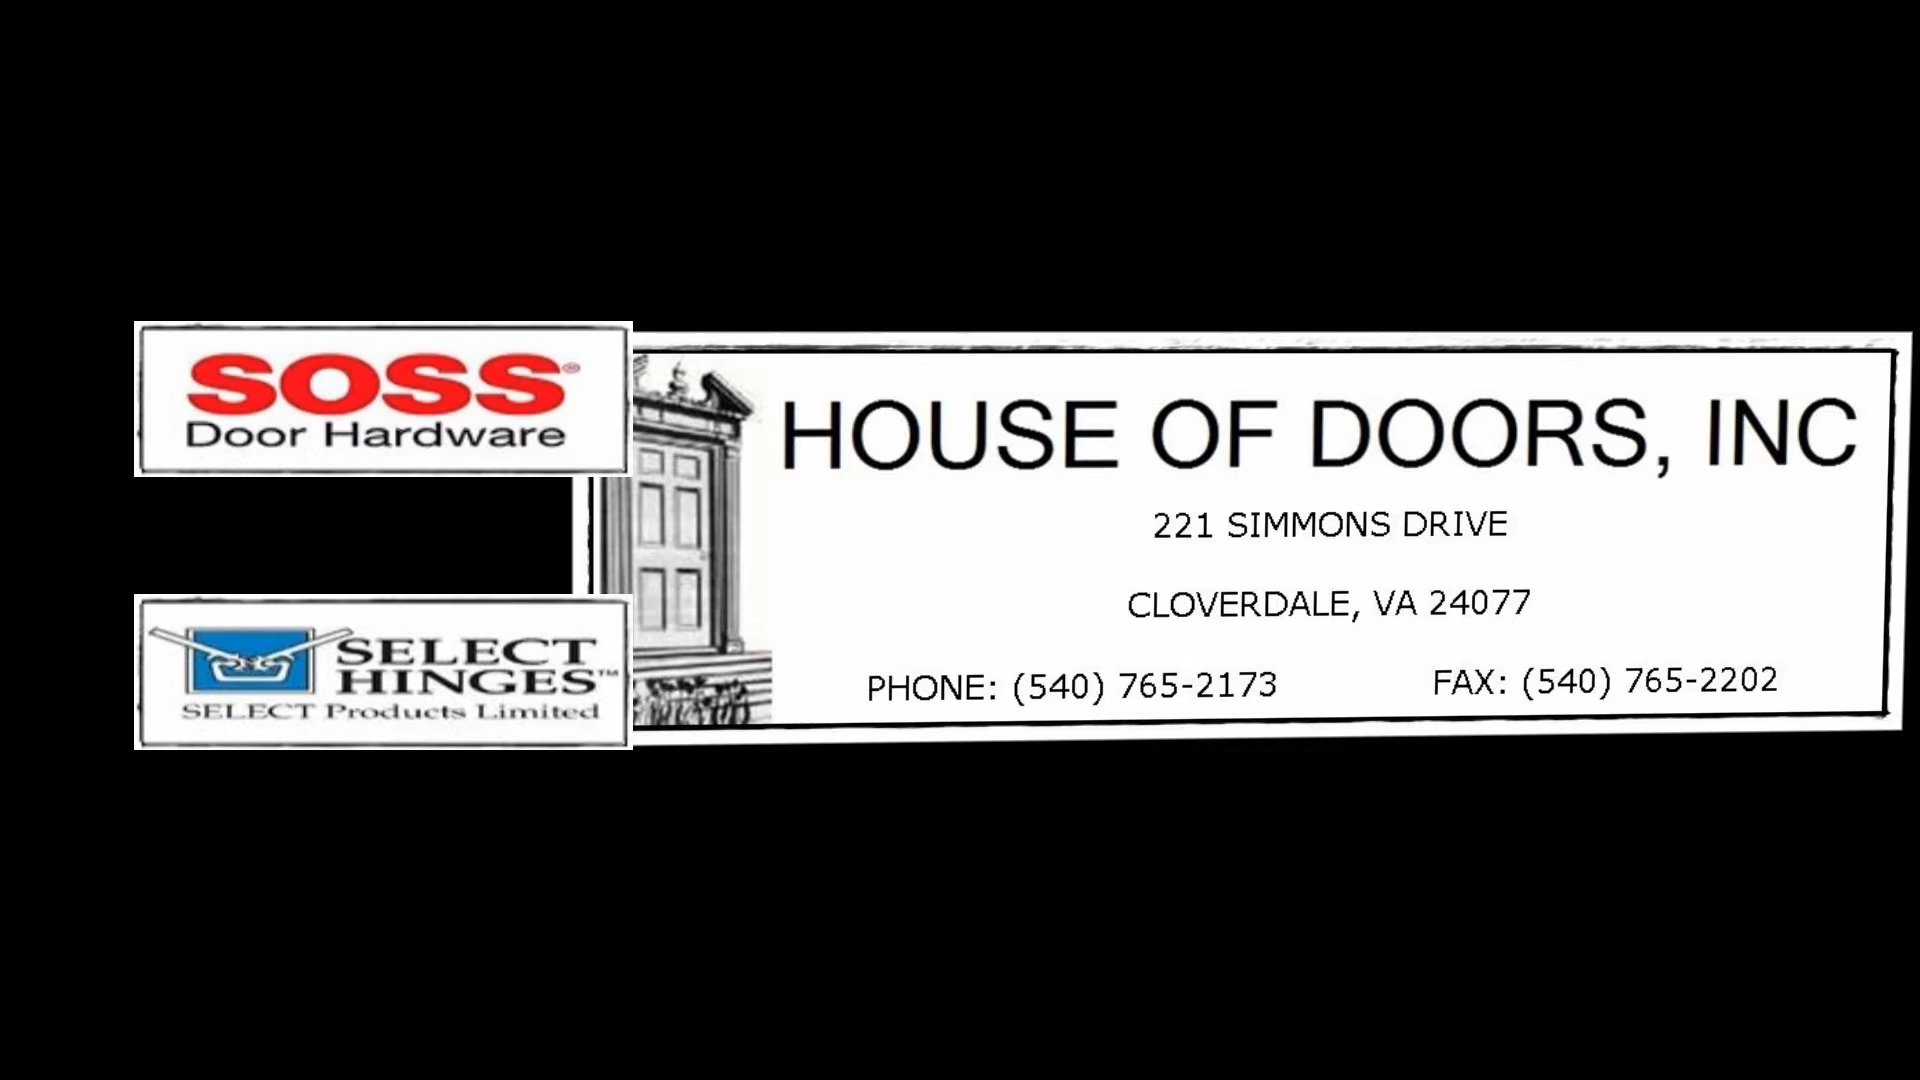 SOSS®
Door Hardware
SELECT
HINGES™
SELECT Products Limited
HOUSE OF DOORS, INC
221 SIMMONS DRIVE
CLOVERDALE, VA 24077
PHONE: (540) 765-2173 FAX: (540) 765-2202